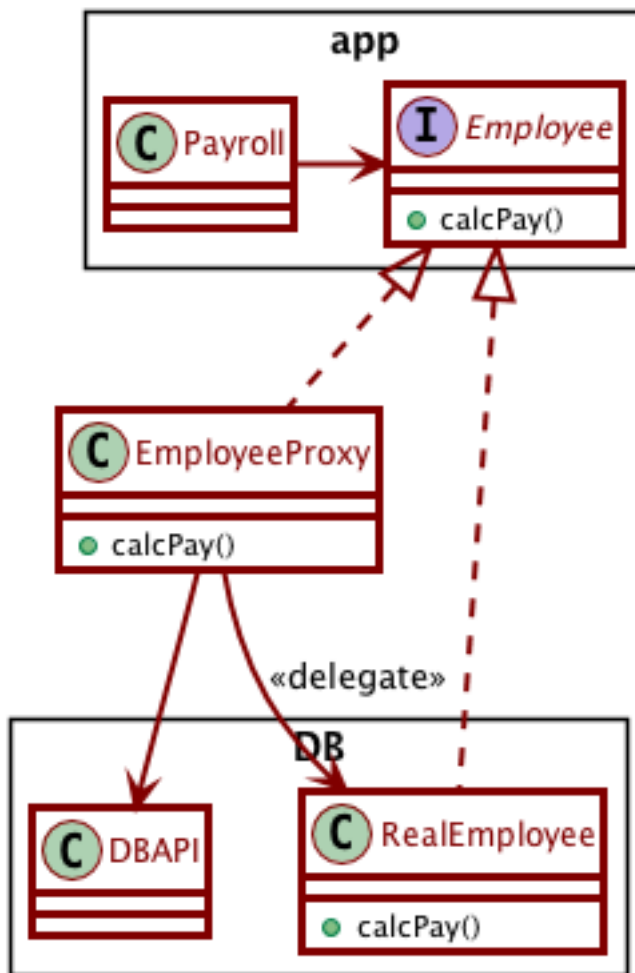 app
C Payroll
I Employee
calcPay()
C EmployeeProxy
calcPay()
«delegate»
DB
C DBAPI
C RealEmployee
calcPay()